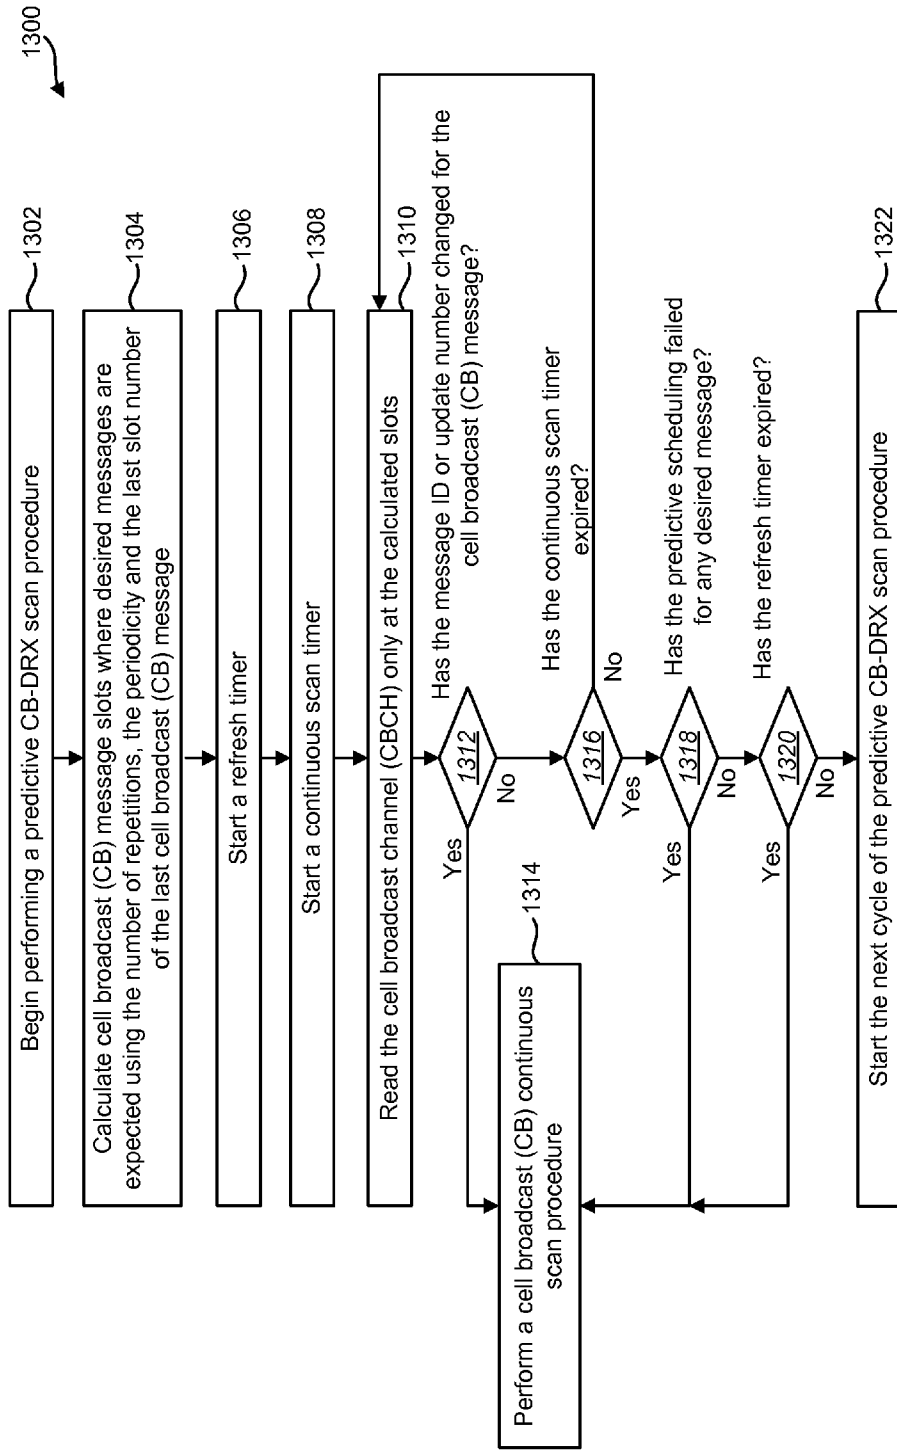 1300
Begin performing a predictive CB-DRX scan procedure
1302
Calculate cell broadcast (CB) message slots where desired messages are
expected using the number of repetitions, the periodicity and the last slot number
of the last cell broadcast (CB) message
1304
Start a refresh timer
1306
Start a continuous scan timer
1308
Read the cell broadcast channel (CBCH) only at the calculated slots
1310
Has the message ID or update number changed for the
cell broadcast (CB) message?
1312
Yes
No
Perform a cell broadcast (CB) continuous
scan procedure
1314
Has the continuous scan timer
expired?
1316
No
Yes
Has the predictive scheduling failed
for any desired message?
1318
Yes
No
Has the refresh timer expired?
1320
Yes
No
Start the next cycle of the predictive CB-DRX scan procedure
1322